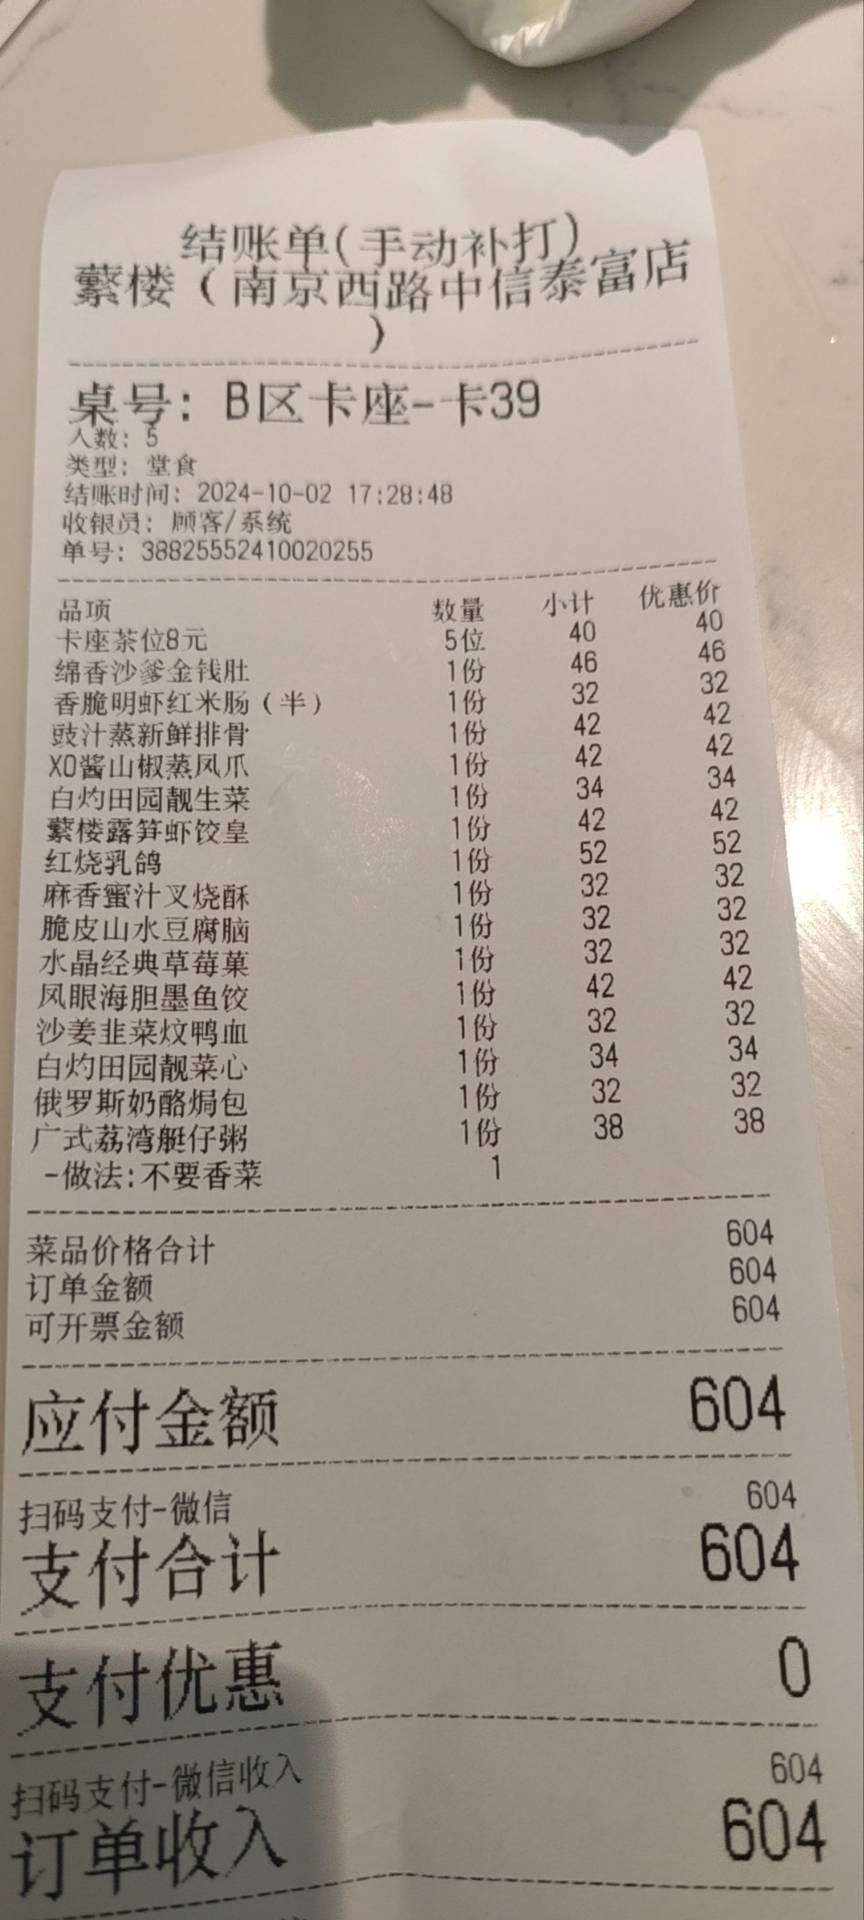 结账单(手动补打)
蘩楼（南京西路中信泰富店
）
桌号: B区卡座-卡39
人数: 5
类型: 堂食
结账时间: 2024-10-02 17:28:48
收银员: 顾客/系统
单号: 38825552410020255
品项 数量 小计 优惠价
卡座茶位8元 5位 40 40
绵香沙爹金钱肚 1份 46 46
香脆明虾红米肠（半） 1份 32 32
豉汁蒸新鲜排骨 1份 42 42
XO酱山椒蒸凤爪 1份 42 42
白灼田园靓生菜 1份 34 34
蘩楼露笋虾饺皇 1份 42 42
红烧乳鸽 1份 52 52
麻香蜜汁叉烧酥 1份 32 32
脆皮山水豆腐脑 1份 32 32
水晶经典草莓菓 1份 32 32
凤眼海胆墨鱼饺 1份 42 42
沙姜韭菜炆鸭血 1份 32 32
白灼田园靓菜心 1份 34 34
俄罗斯奶酪焗包 1份 32 32
广式荔湾艇仔粥 1份 38 38
-做法:不要香菜 1
菜品价格合计 604
订单金额 604
可开票金额 604
应付金额 604
扫码支付-微信 604
支付合计 604
支付优惠 0
扫码支付-微信收入 604
订单收入 604